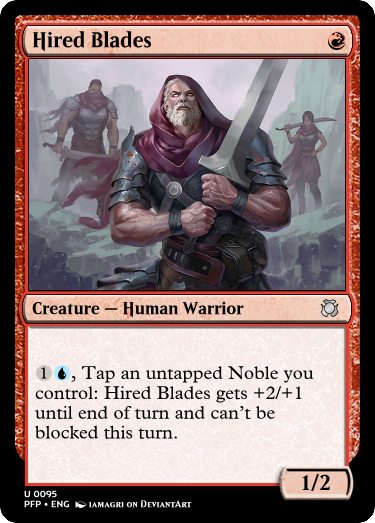 Hired Blades
Creature — Human Warrior
1, Tap an untapped Noble you
control: Hired Blades gets +2/+1
until end of turn and can't be
blocked this turn.
1/2
U 0095
PFP • ENG IAMAGRI ON DEVIANTART